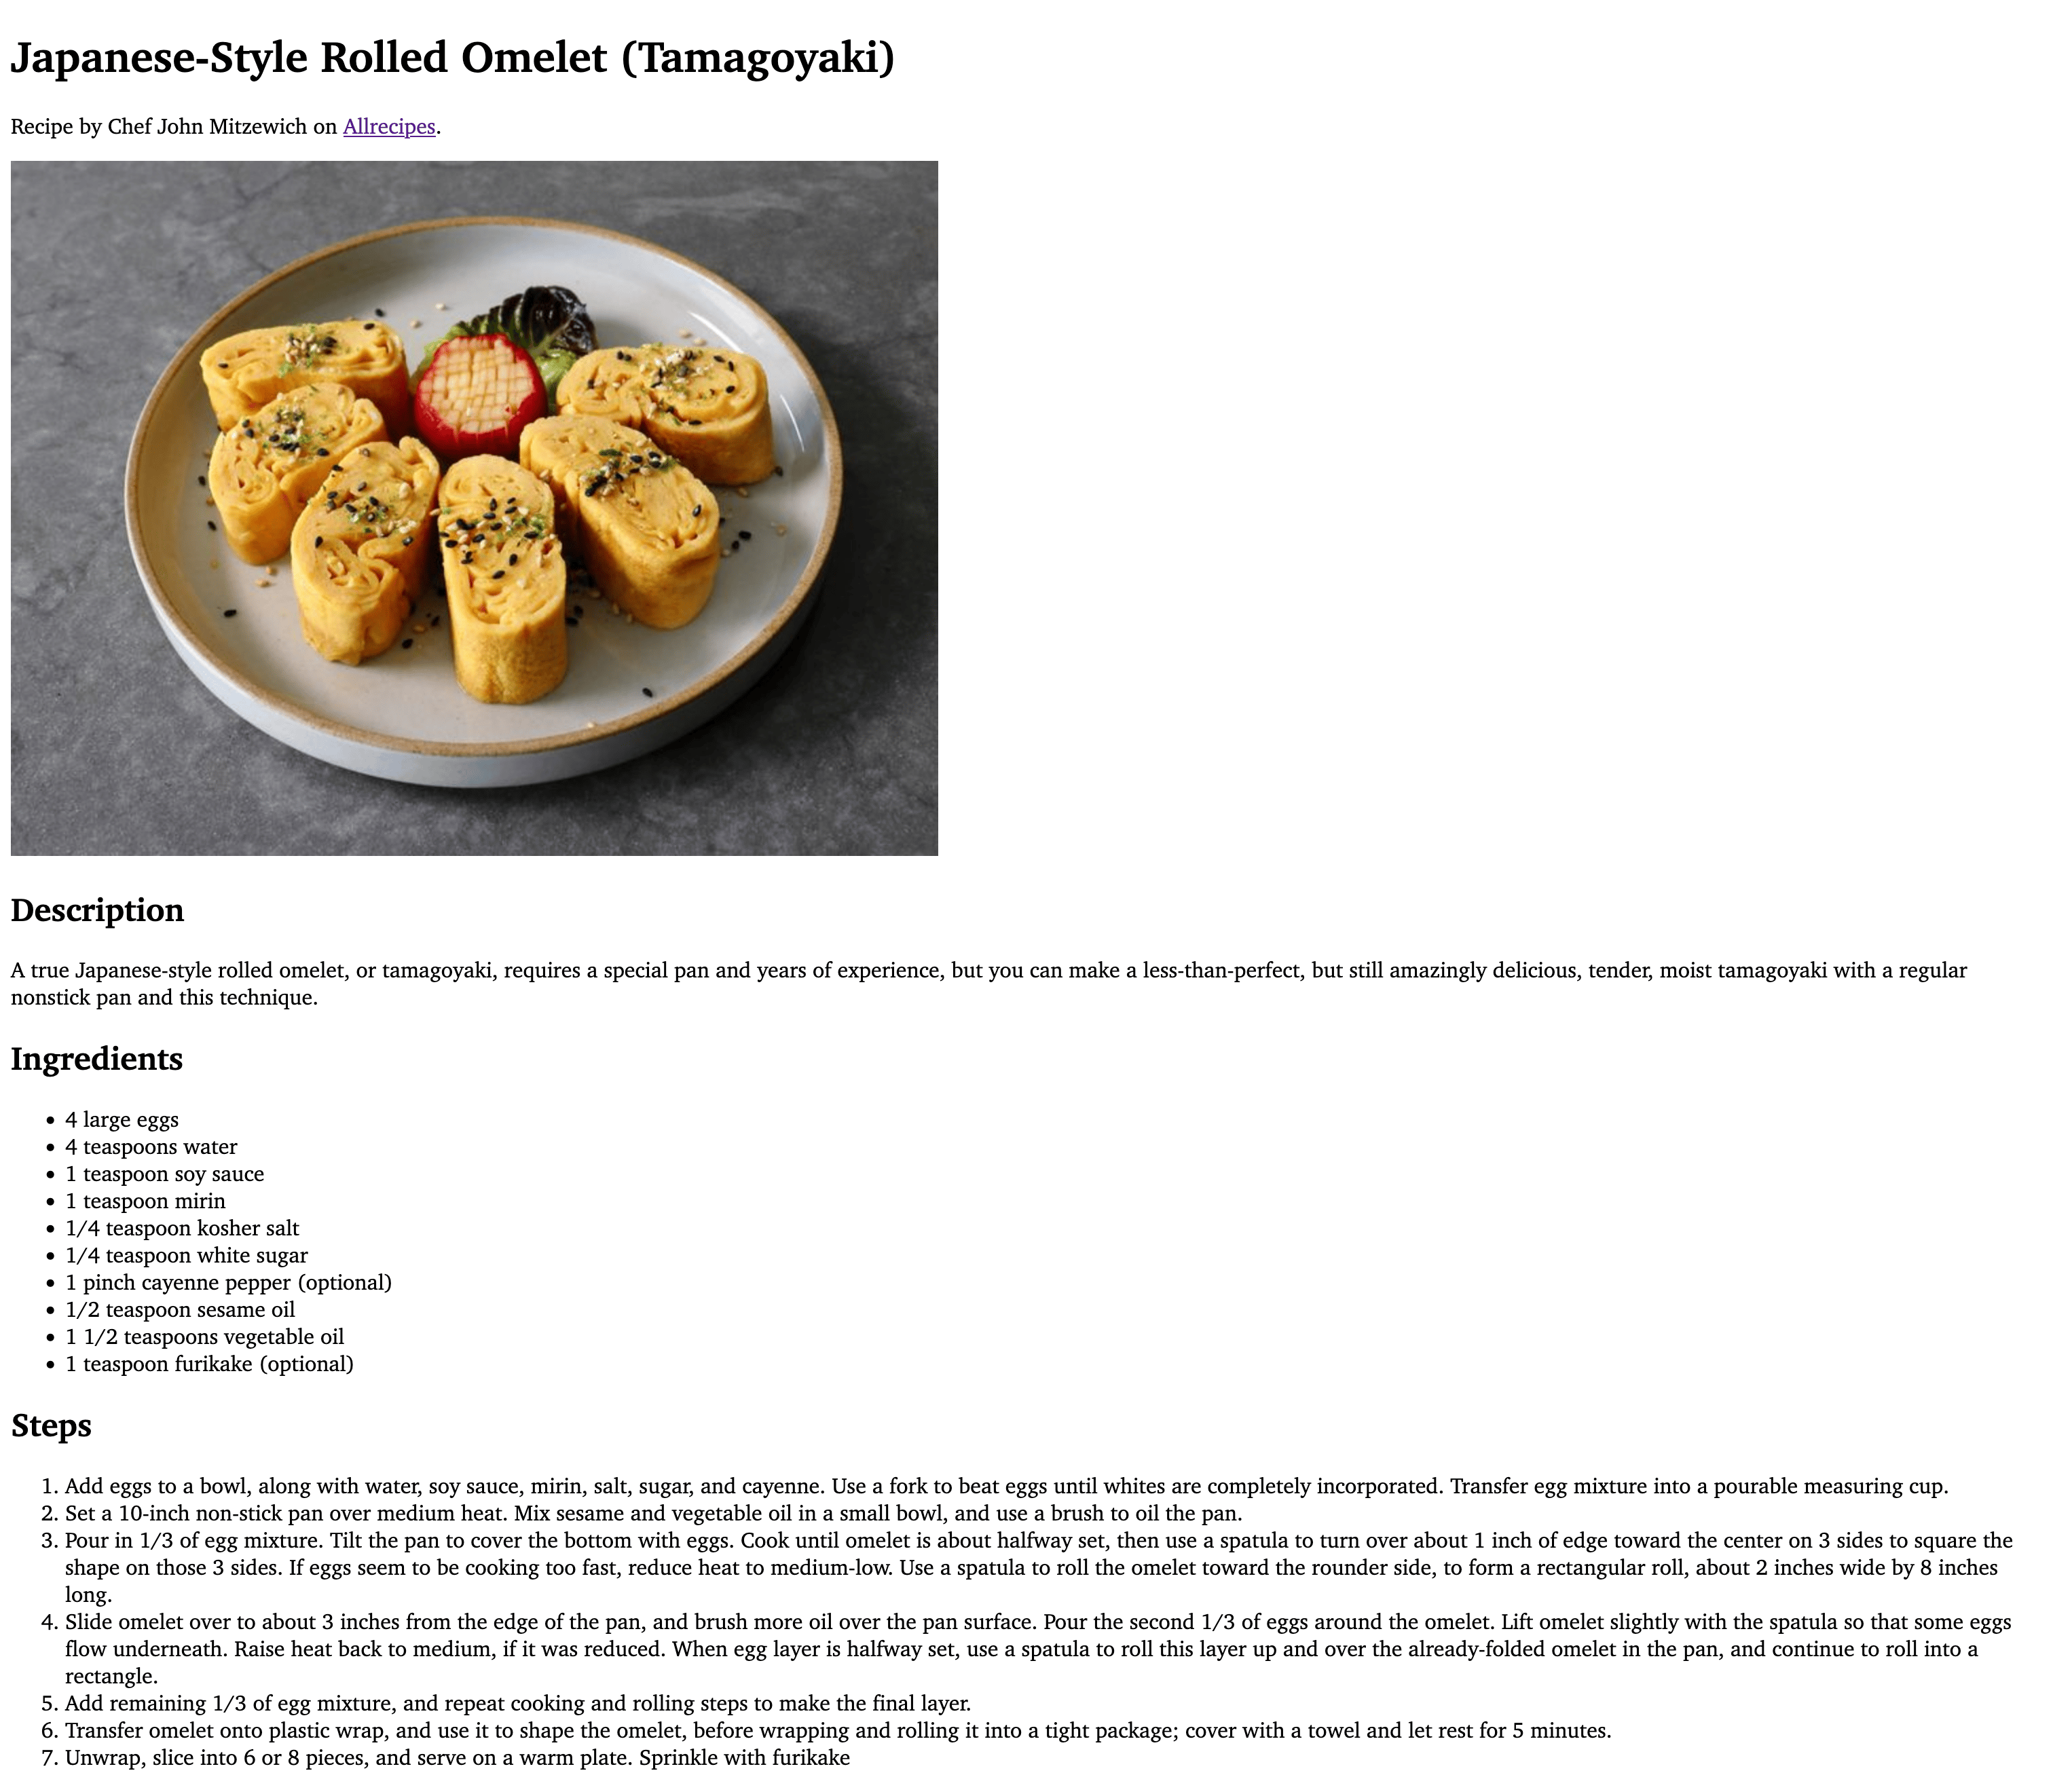 Japanese-Style Rolled Omelet (Tamagoyaki)
Recipe by Chef John Mitzewich on Allrecipes.
Description
A true Japanese-style rolled omelet, or tamagoyaki, requires a special pan and years of experience, but you can make a less-than-perfect, but still amazingly delicious, tender, moist tamagoyaki with a regular
nonstick pan and this technique.
Ingredients
• 4 large eggs
• 4 teaspoons water
• 1 teaspoon soy sauce
• 1 teaspoon mirin
• 1/4 teaspoon kosher salt
• 1/4 teaspoon white sugar
• 1 pinch cayenne pepper (optional)
• 1/2 teaspoon sesame oil
• 1 1/2 teaspoons vegetable oil
• 1 teaspoon furikake (optional)
Steps
1. Add eggs to a bowl, along with water, soy sauce, mirin, salt, sugar, and cayenne. Use a fork to beat eggs until whites are completely incorporated. Transfer egg mixture into a pourable measuring cup.
2. Set a 10-inch non-stick pan over medium heat. Mix sesame and vegetable oil in a small bowl, and use a brush to oil the pan.
3. Pour in 1/3 of egg mixture. Tilt the pan to cover the bottom with eggs. Cook until omelet is about halfway set, then use a spatula to turn over about 1 inch of edge toward the center on 3 sides to square the
shape on those 3 sides. If eggs seem to be cooking too fast, reduce heat to medium-low. Use a spatula to roll the omelet toward the rounder side, to form a rectangular roll, about 2 inches wide by 8 inches
long.
4. Slide omelet over to about 3 inches from the edge of the pan, and brush more oil over the pan surface. Pour the second 1/3 of eggs around the omelet. Lift omelet slightly with the spatula so that some eggs
flow underneath. Raise heat back to medium, if it was reduced. When egg layer is halfway set, use a spatula to roll this layer up and over the already-folded omelet in the pan, and continue to roll into a
rectangle.
5. Add remaining 1/3 of egg mixture, and repeat cooking and rolling steps to make the final layer.
6. Transfer omelet onto plastic wrap, and use it to shape the omelet, before wrapping and rolling it into a tight package; cover with a towel and let rest for 5 minutes.
7. Unwrap, slice into 6 or 8 pieces, and serve on a warm plate. Sprinkle with furikake